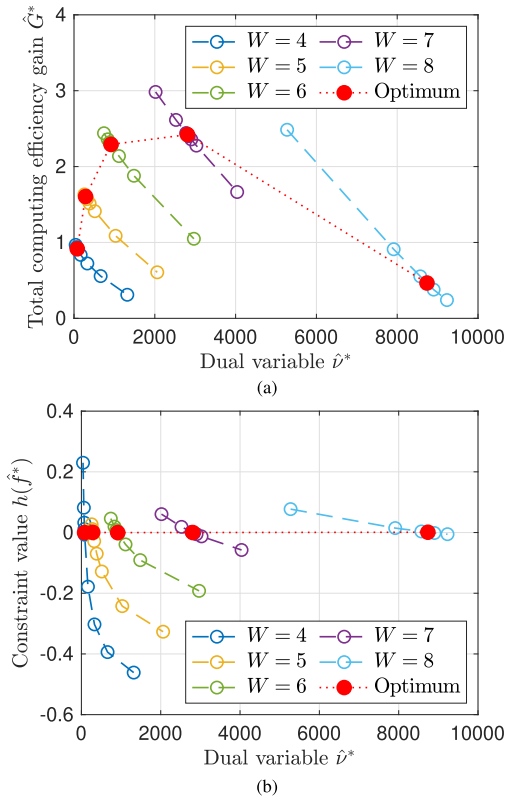 Total computing efficiency gain Ĝ*
4
3
2
1
0
W = 4 W = 7
W = 5 W = 8
W = 6 Optimum
0 2000 4000 6000 8000 10000
Dual variable ν̂*
(a)
Constraint value h(f̂*)
0.4
0.2
0
-0.2
-0.4
-0.6
W = 4 W = 7
W = 5 W = 8
W = 6 Optimum
0 2000 4000 6000 8000 10000
Dual variable ν̂*
(b)